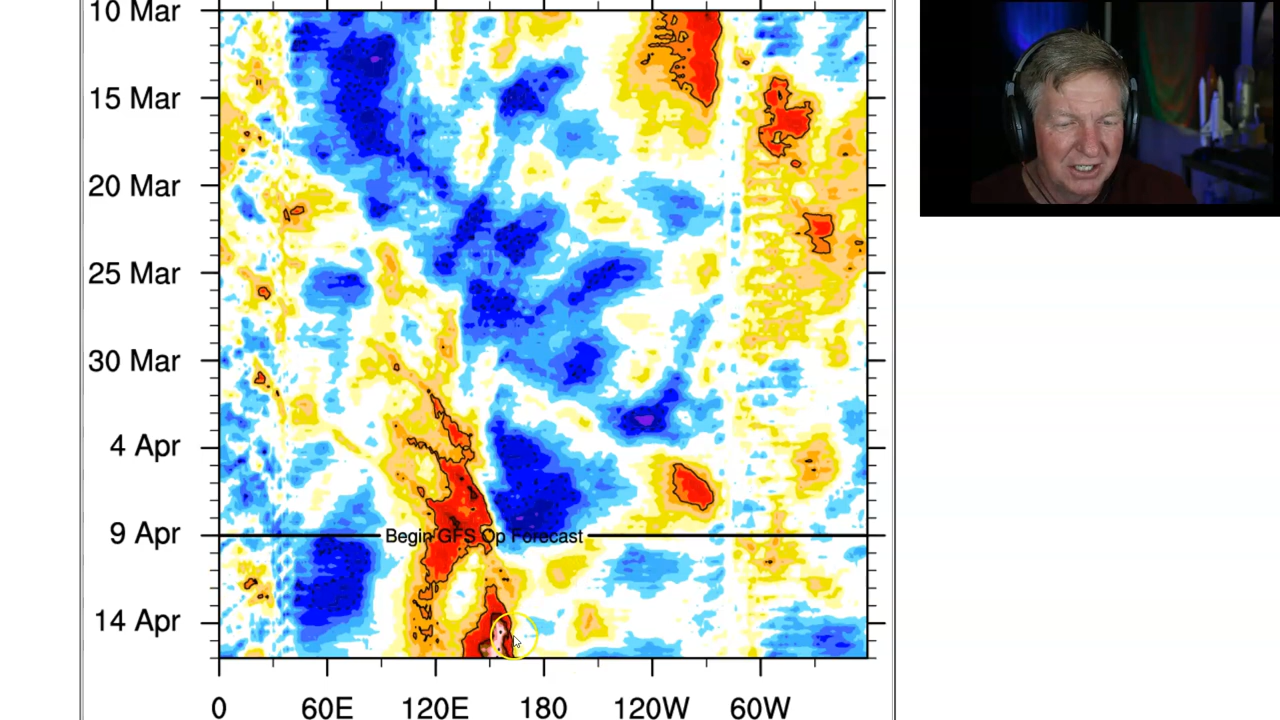 10 Mar
15 Mar
20 Mar
25 Mar
30 Mar
4 Apr
9 Apr
Begin GFS Op Forecast
14 Apr
0 60E 120E 180 120W 60W